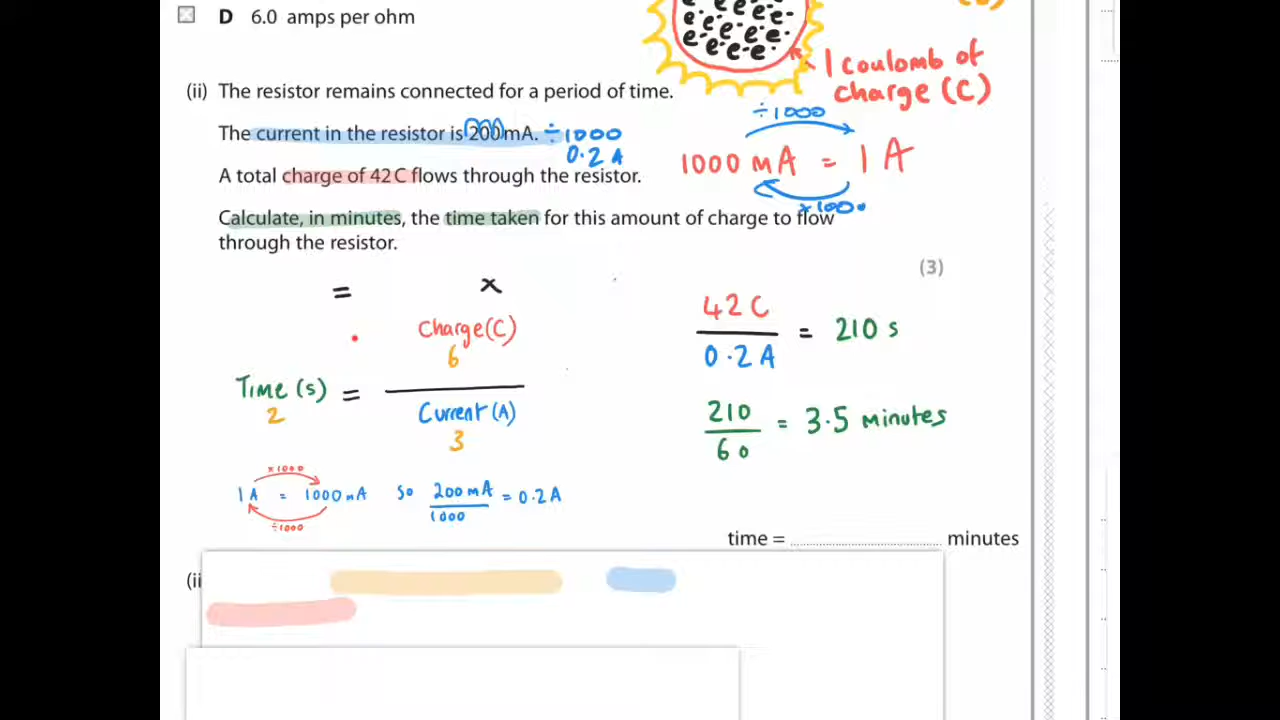 D 6.0 amps per ohm
1 coulomb of
charge (C)
(ii) The resistor remains connected for a period of time.
÷1000
The current in the resistor is 200mA. ÷1000
0.2A
1000 mA = 1 A
×1000
A total charge of 42 C flows through the resistor.
Calculate, in minutes, the time taken for this amount of charge to flow
through the resistor.
(3)
= ×
Charge(C)
6
Time (s) =
2
Current (A)
3
42 C
0.2 A
= 210 s
210
60
= 3.5 minutes
×1000
1 A = 1000 mA so 200 mA = 0.2 A
1000
÷1000
time = minutes
(ii